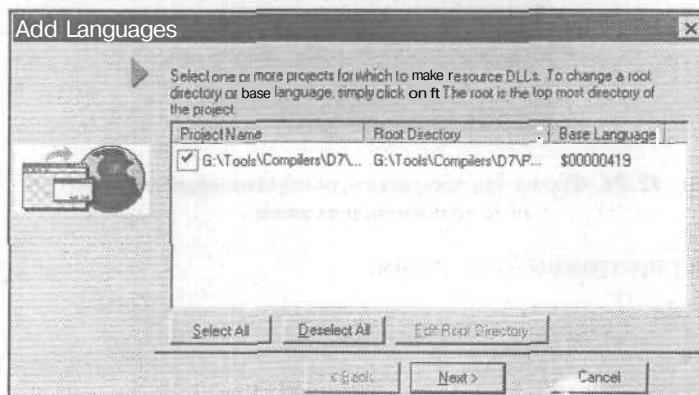 Add Languages
Select one or more projects for which to make resource DLLs. To change a root
directory or base language, simply click on ft The root is the top most directory of
the project.
Project Name Root Directory Base Language
G:\Tools\Compilers\D7\... G:\Tools\Compilers\D7\P... $00000419
Select All Deselect All Edit Root Directory...
< Back Next > Cancel